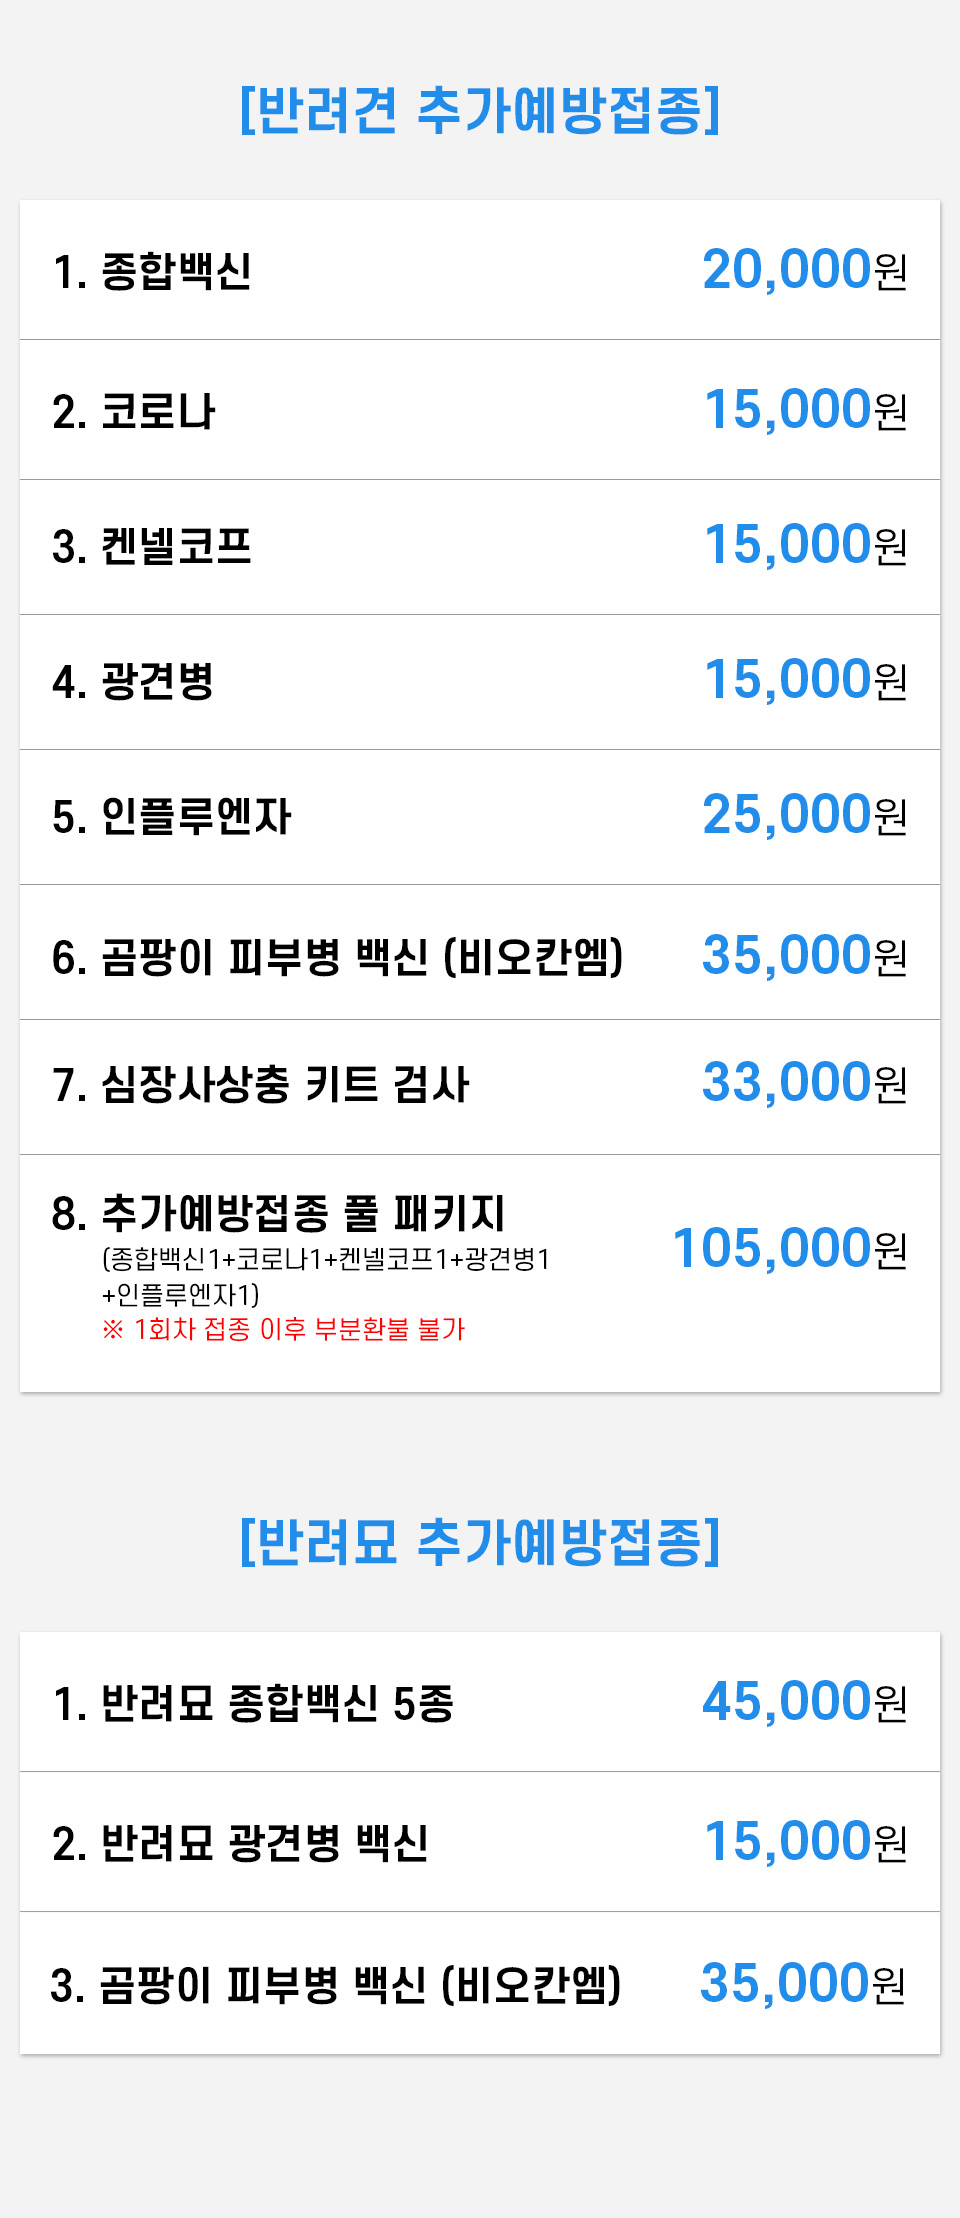 [반려견 추가예방접종]
1. 종합백신 20,000원
2. 코로나 15,000원
3. 켄넬코프 15,000원
4. 광견병 15,000원
5. 인플루엔자 25,000원
6. 곰팡이 피부병 백신 (비오칸엠) 35,000원
7. 심장사상충 키트 검사 33,000원
8. 추가예방접종 풀 패키지 105,000원
(종합백신1+코로나1+켄넬코프1+광견병1
+인플루엔자1)
※ 1회차 접종 이후 부분환불 불가
[반려묘 추가예방접종]
1. 반려묘 종합백신 5종 45,000원
2. 반려묘 광견병 백신 15,000원
3. 곰팡이 피부병 백신 (비오칸엠) 35,000원